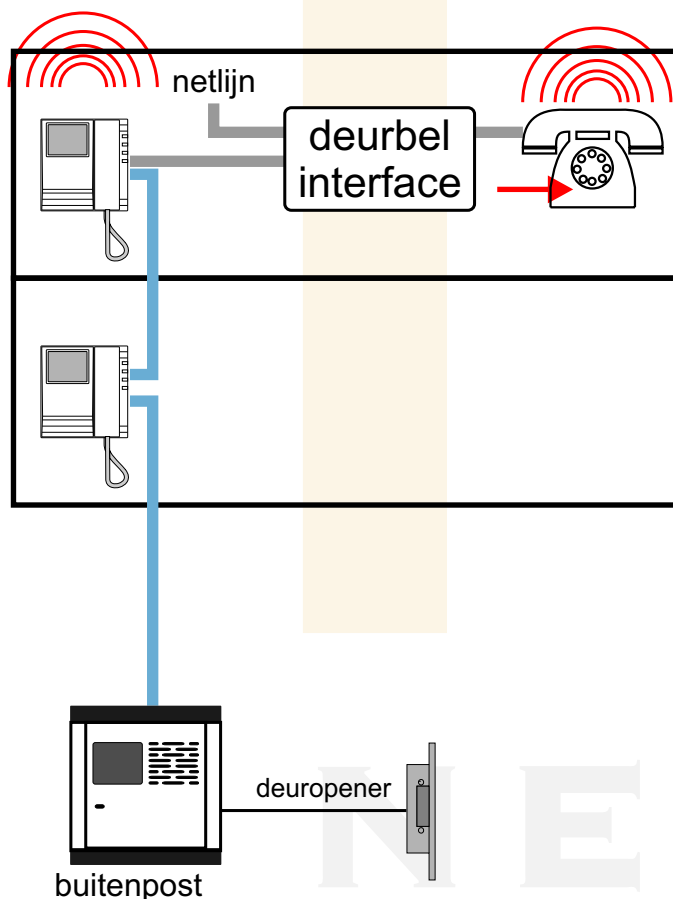 netlijn
deurbel
interface
deuropener
buitenpost
N E